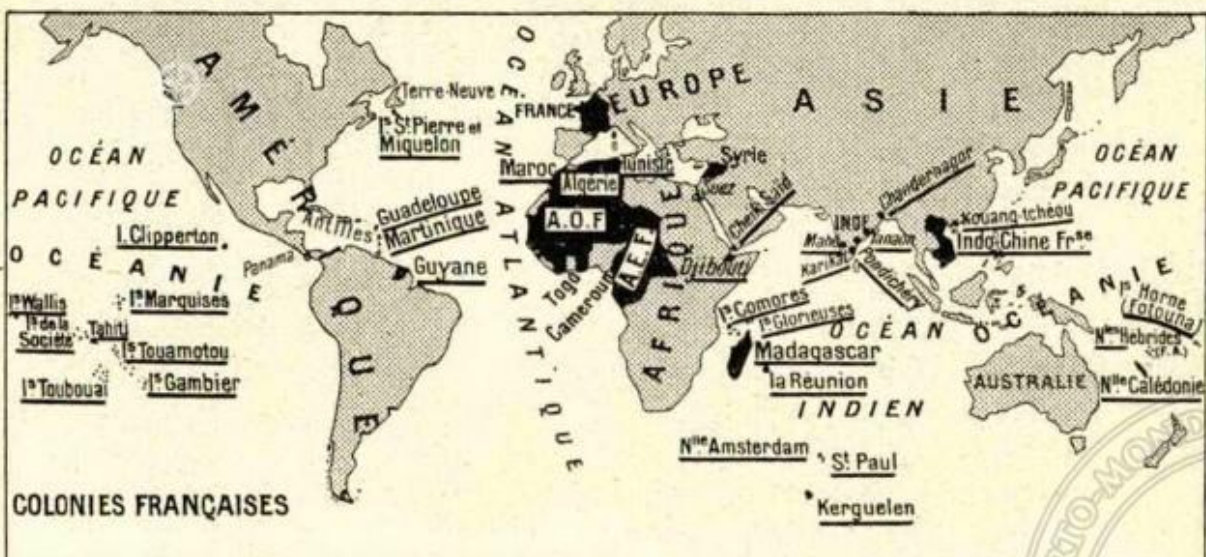 AMÉRIQUE
OCÉAN ATLANTIQUE
EUROPE
ASIE
AFRIQUE
OCÉANIE
Terre-Neuve
Iˢ Sᵗ Pierre et
Miquelon
FRANCE
OCÉAN
PACIFIQUE
Maroc
Algérie
Tunisie
Syrie
Suez
Cheik Saïd
Chandernagor
OCÉAN
PACIFIQUE
Antilles
Guadeloupe
Martinique
A.O.F
A.E.F
INDE
Mahé
Yanaon
Karikal
Pondichéry
Kouang-tchéou
Indo-Chine Fʳˢᵉ
I. Clipperton
Panama
Guyane
Togo
Cameroun
Djibouti
OCÉANIE
Iˢ Wallis
Iˢ Marquises
Iˢ Comores
Iˢ Glorieuses
Iˢ Horne
(Fotouna)
Iˢ de la
Société
Tahiti
Iˢ Touamotou
Iˢ Toubouaï
Iˢ Gambier
OCÉAN
INDIEN
Madagascar
la Réunion
Nˡˡᵉˢ Hébrides
(F.A.)
AUSTRALIE
Nˡˡᵉ Calédonie
Nˡˡᵉ Amsterdam
Sᵗ Paul
Kerguelen
COLONIES FRANÇAISES